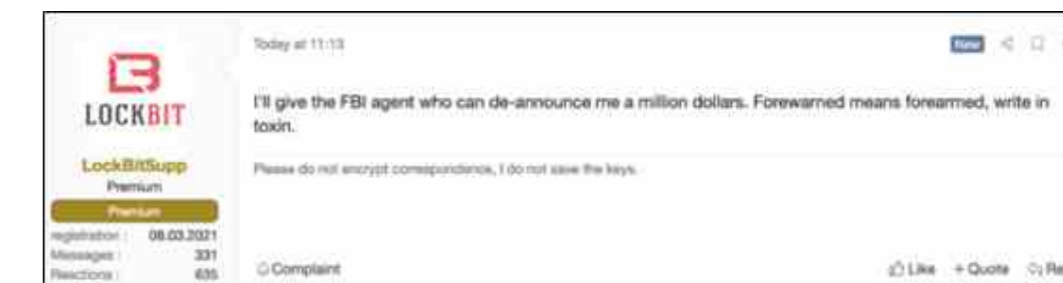 Today at 11:13
New
LOCKBIT
I'll give the FBI agent who can de-announce me a million dollars. Forewarned means forearmed, write in
toxin.
LockBitSupp
Premium
Premium
Please do not encrypt correspondence, I do not save the keys.
registration : 08.03.2021
Messages : 331
Reactions : 635
Complaint
Like + Quote